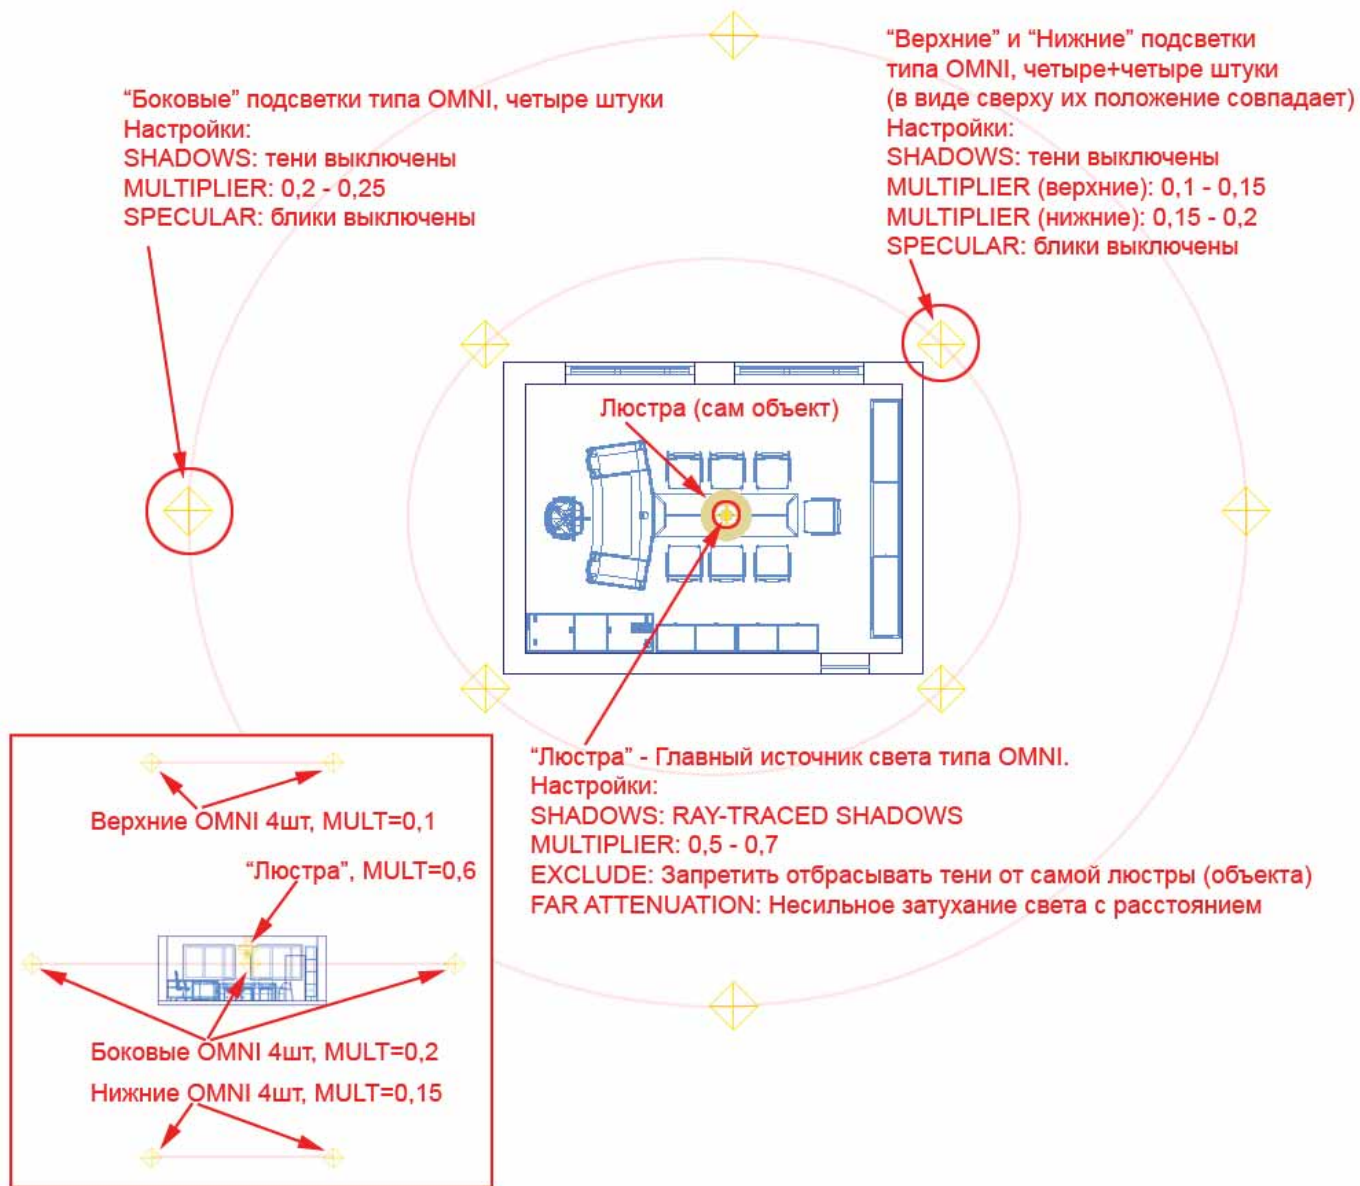 “Боковые” подсветки типа OMNI, четыре штуки
Настройки:
SHADOWS: тени выключены
MULTIPLIER: 0,2 - 0,25
SPECULAR: блики выключены
“Верхние” и “Нижние” подсветки
типа OMNI, четыре+четыре штуки
(в виде сверху их положение совпадает)
Настройки:
SHADOWS: тени выключены
MULTIPLIER (верхние): 0,1 - 0,15
MULTIPLIER (нижние): 0,15 - 0,2
SPECULAR: блики выключены
Люстра (сам объект)
“Люстра” - Главный источник света типа OMNI.
Настройки:
SHADOWS: RAY-TRACED SHADOWS
MULTIPLIER: 0,5 - 0,7
EXCLUDE: Запретить отбрасывать тени от самой люстры (объекта)
FAR ATTENUATION: Несильное затухание света с расстоянием
Верхние OMNI 4шт, MULT=0,1
“Люстра”, MULT=0,6
Боковые OMNI 4шт, MULT=0,2
Нижние OMNI 4шт, MULT=0,15